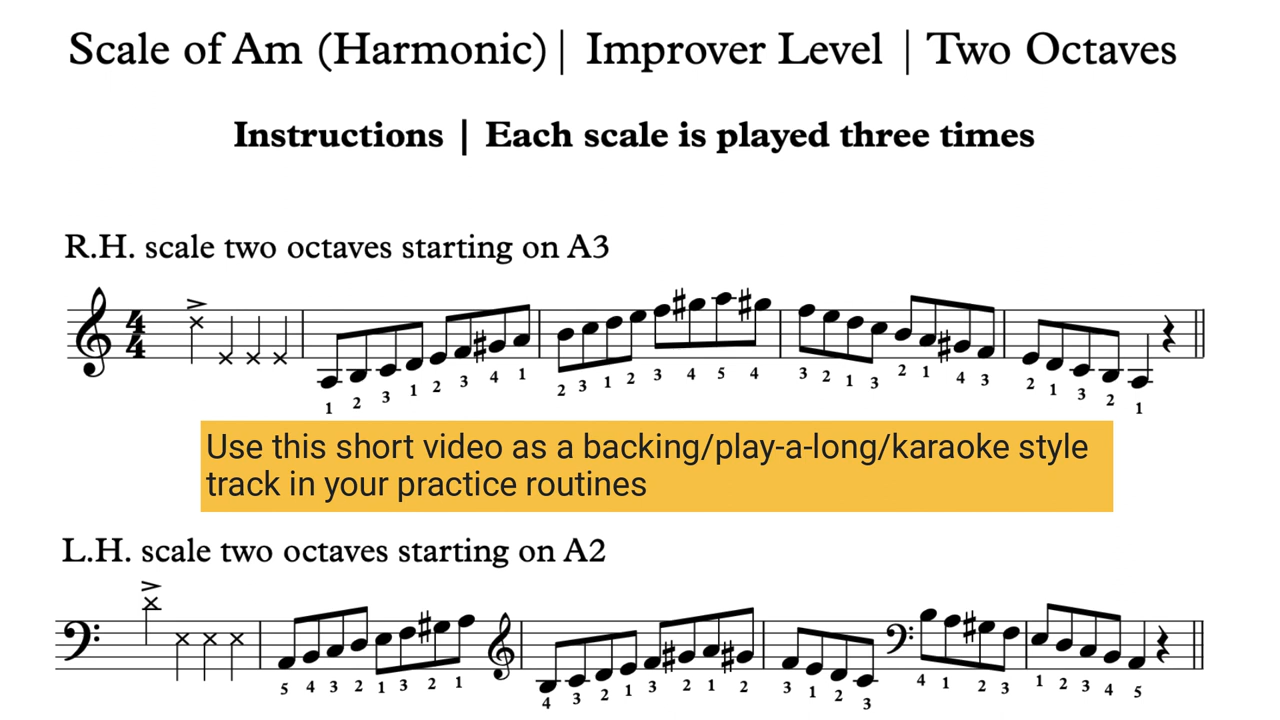 Scale of Am (Harmonic) | Improver Level | Two Octaves
Instructions | Each scale is played three times
R.H. scale two octaves starting on A3
4
4
1 2 3 1 2 3 4 1 2 3 1 2 3 4 5 4 3 2 1 3 2 1 4 3 2 1 3 2 1
Use this short video as a backing/play-a-long/karaoke style
track in your practice routines
L.H. scale two octaves starting on A2
5 4 3 2 1 3 2 1 4 3 2 1 3 2 1 2 3 1 2 3 4 1 2 3 1 2 3 4 5